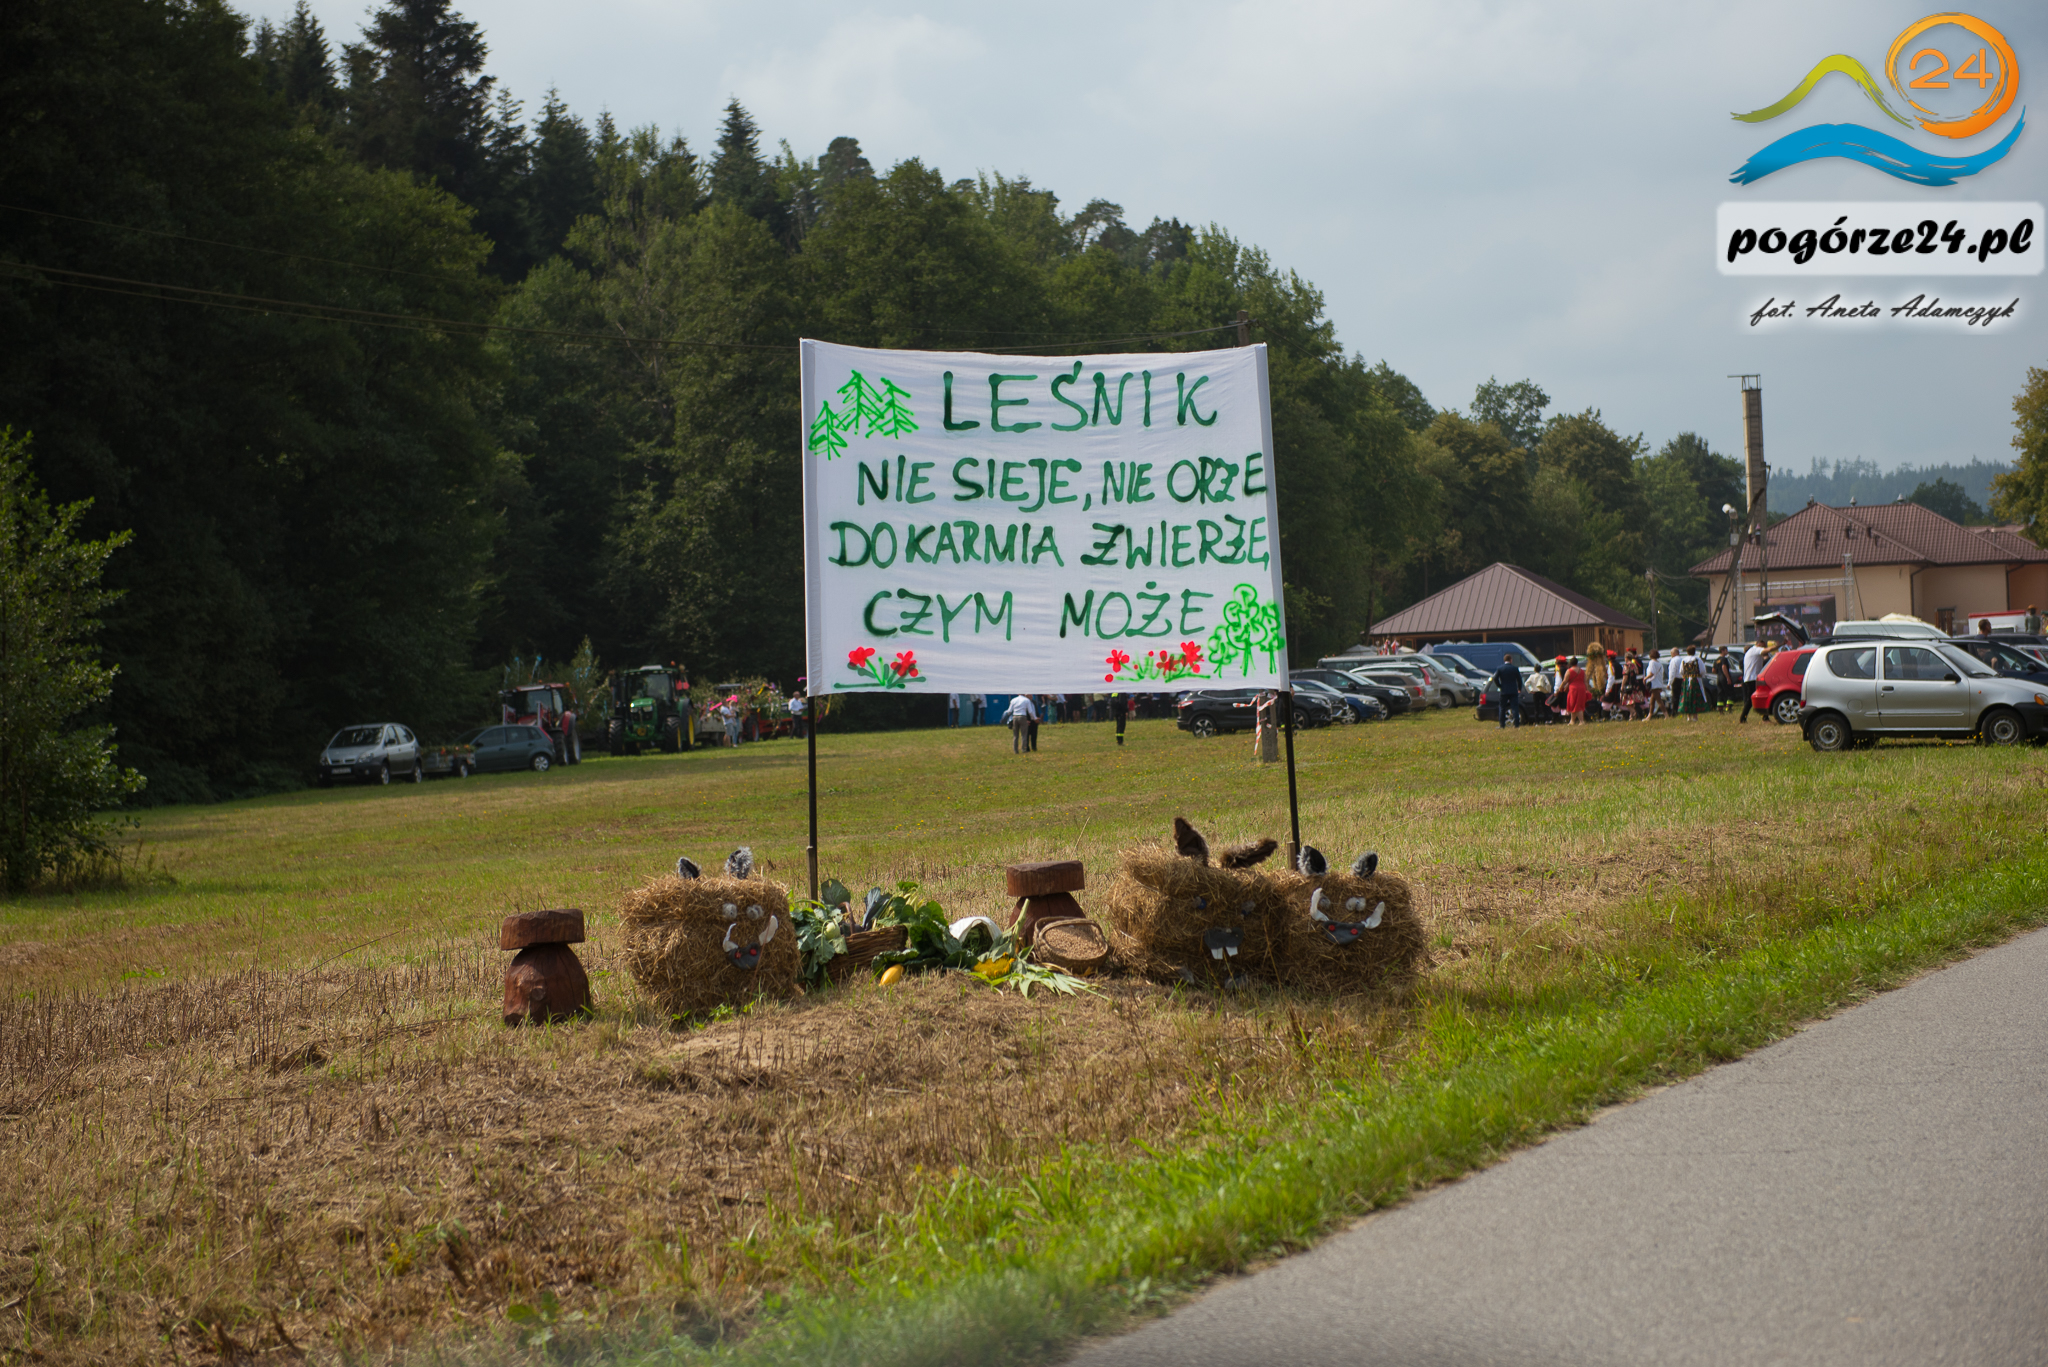 24
pogórze24.pl
fot. Aneta Adamczyk
LEŚNIK
NIE SIEJE, NIE ORZE
DOKARMIA ZWIERZĘ
CZYM MOŻE